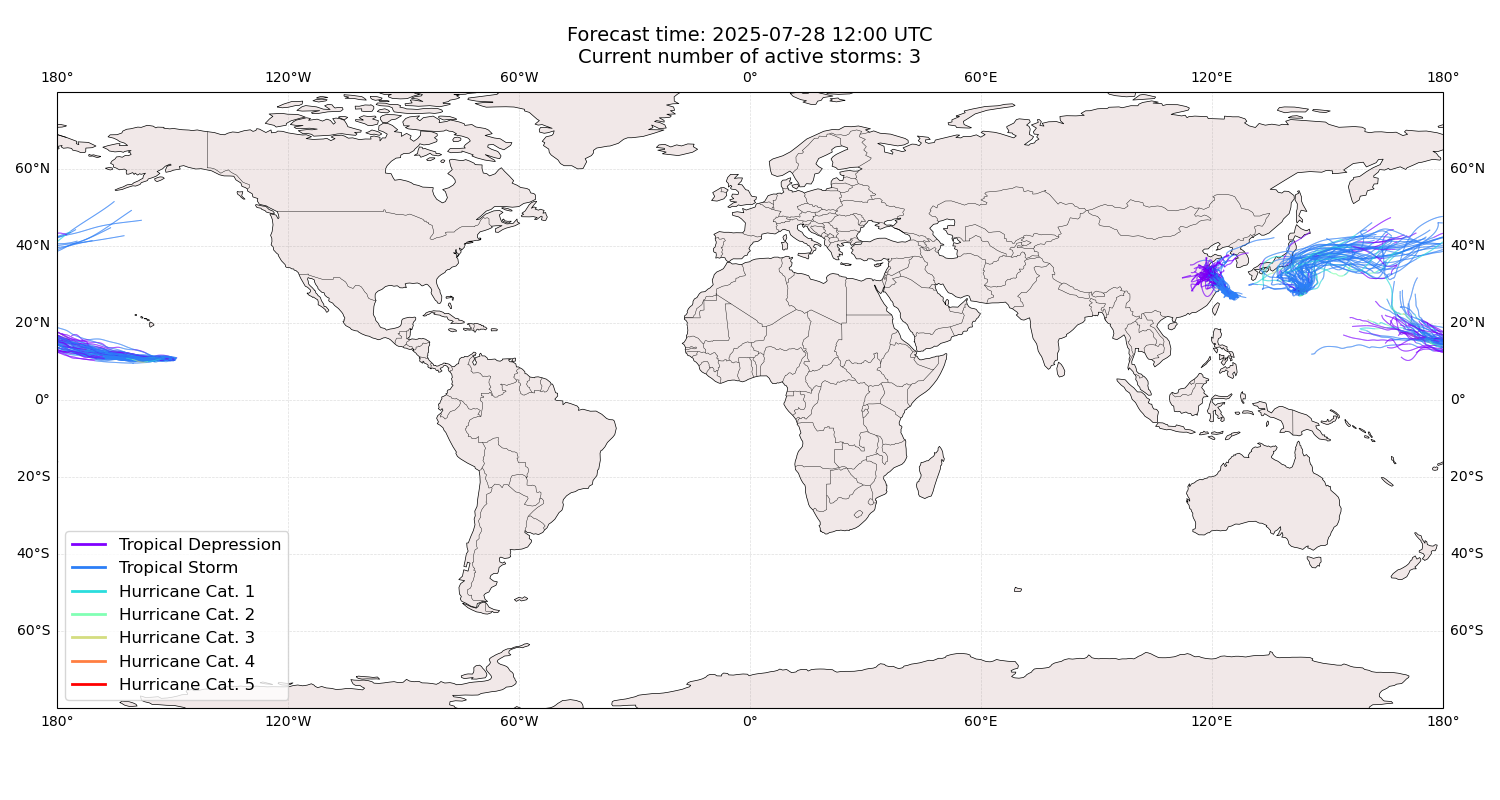 Forecast time: 2025-07-28 12:00 UTC
Current number of active storms: 3
180° 120°W 60°W 0° 60°E 120°E 180°
60°N 60°N
40°N 40°N
20°N 20°N
0° 0°
20°S 20°S
40°S 40°S
60°S 60°S
Tropical Depression
Tropical Storm
Hurricane Cat. 1
Hurricane Cat. 2
Hurricane Cat. 3
Hurricane Cat. 4
Hurricane Cat. 5
180° 120°W 60°W 0° 60°E 120°E 180°